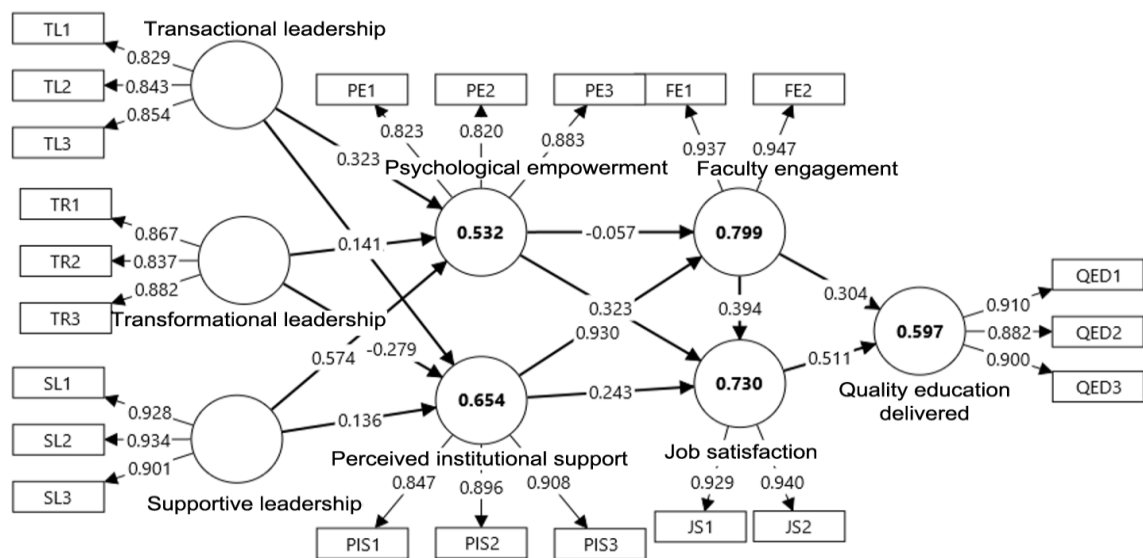 Transactional leadership
TL1
TL2
TL3
0.829
0.843
0.854
PE1
PE2
PE3
FE1
FE2
0.823
0.820
0.883
0.937
0.947
0.323
Psychological empowerment
Faculty engagement
TR1
TR2
TR3
0.867
0.837
0.882
0.141
0.532
-0.057
0.799
Transformational leadership
0.574
-0.279
0.323
0.930
0.394
0.304
QED1
QED2
QED3
0.910
0.882
0.900
0.597
Quality education
delivered
SL1
SL2
SL3
0.928
0.934
0.901
0.136
0.654
0.243
0.730
0.511
Supportive leadership
Perceived institutional support
Job satisfaction
0.847
0.896
0.908
0.929
0.940
PIS1
PIS2
PIS3
JS1
JS2